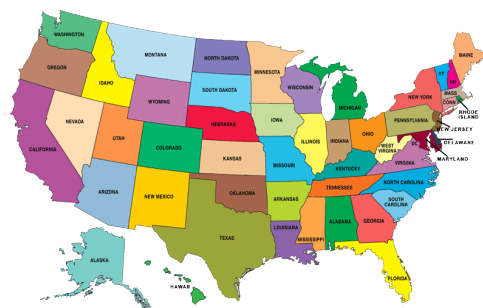 WASHINGTON
OREGON
IDAHO
MONTANA
NORTH DAKOTA
MINNESOTA
SOUTH DAKOTA
WISCONSIN
MICHIGAN
WYOMING
NEBRASKA
IOWA
NEVADA
UTAH
COLORADO
KANSAS
CALIFORNIA
ARIZONA
NEW MEXICO
OKLAHOMA
TEXAS
MISSOURI
ARKANSAS
LOUISIANA
ILLINOIS
INDIANA
OHIO
KENTUCKY
TENNESSEE
MISSISSIPPI
ALABAMA
GEORGIA
FLORIDA
SOUTH
CAROLINA
NORTH CAROLINA
VIRGINIA
WEST
VIRGINIA
DC
PENNSYLVANIA
NEW YORK
VT
NH
MAINE
MASS
CONN
RHODE
ISLAND
NEW JERSEY
DELAWARE
MARYLAND
ALASKA
HAWAII